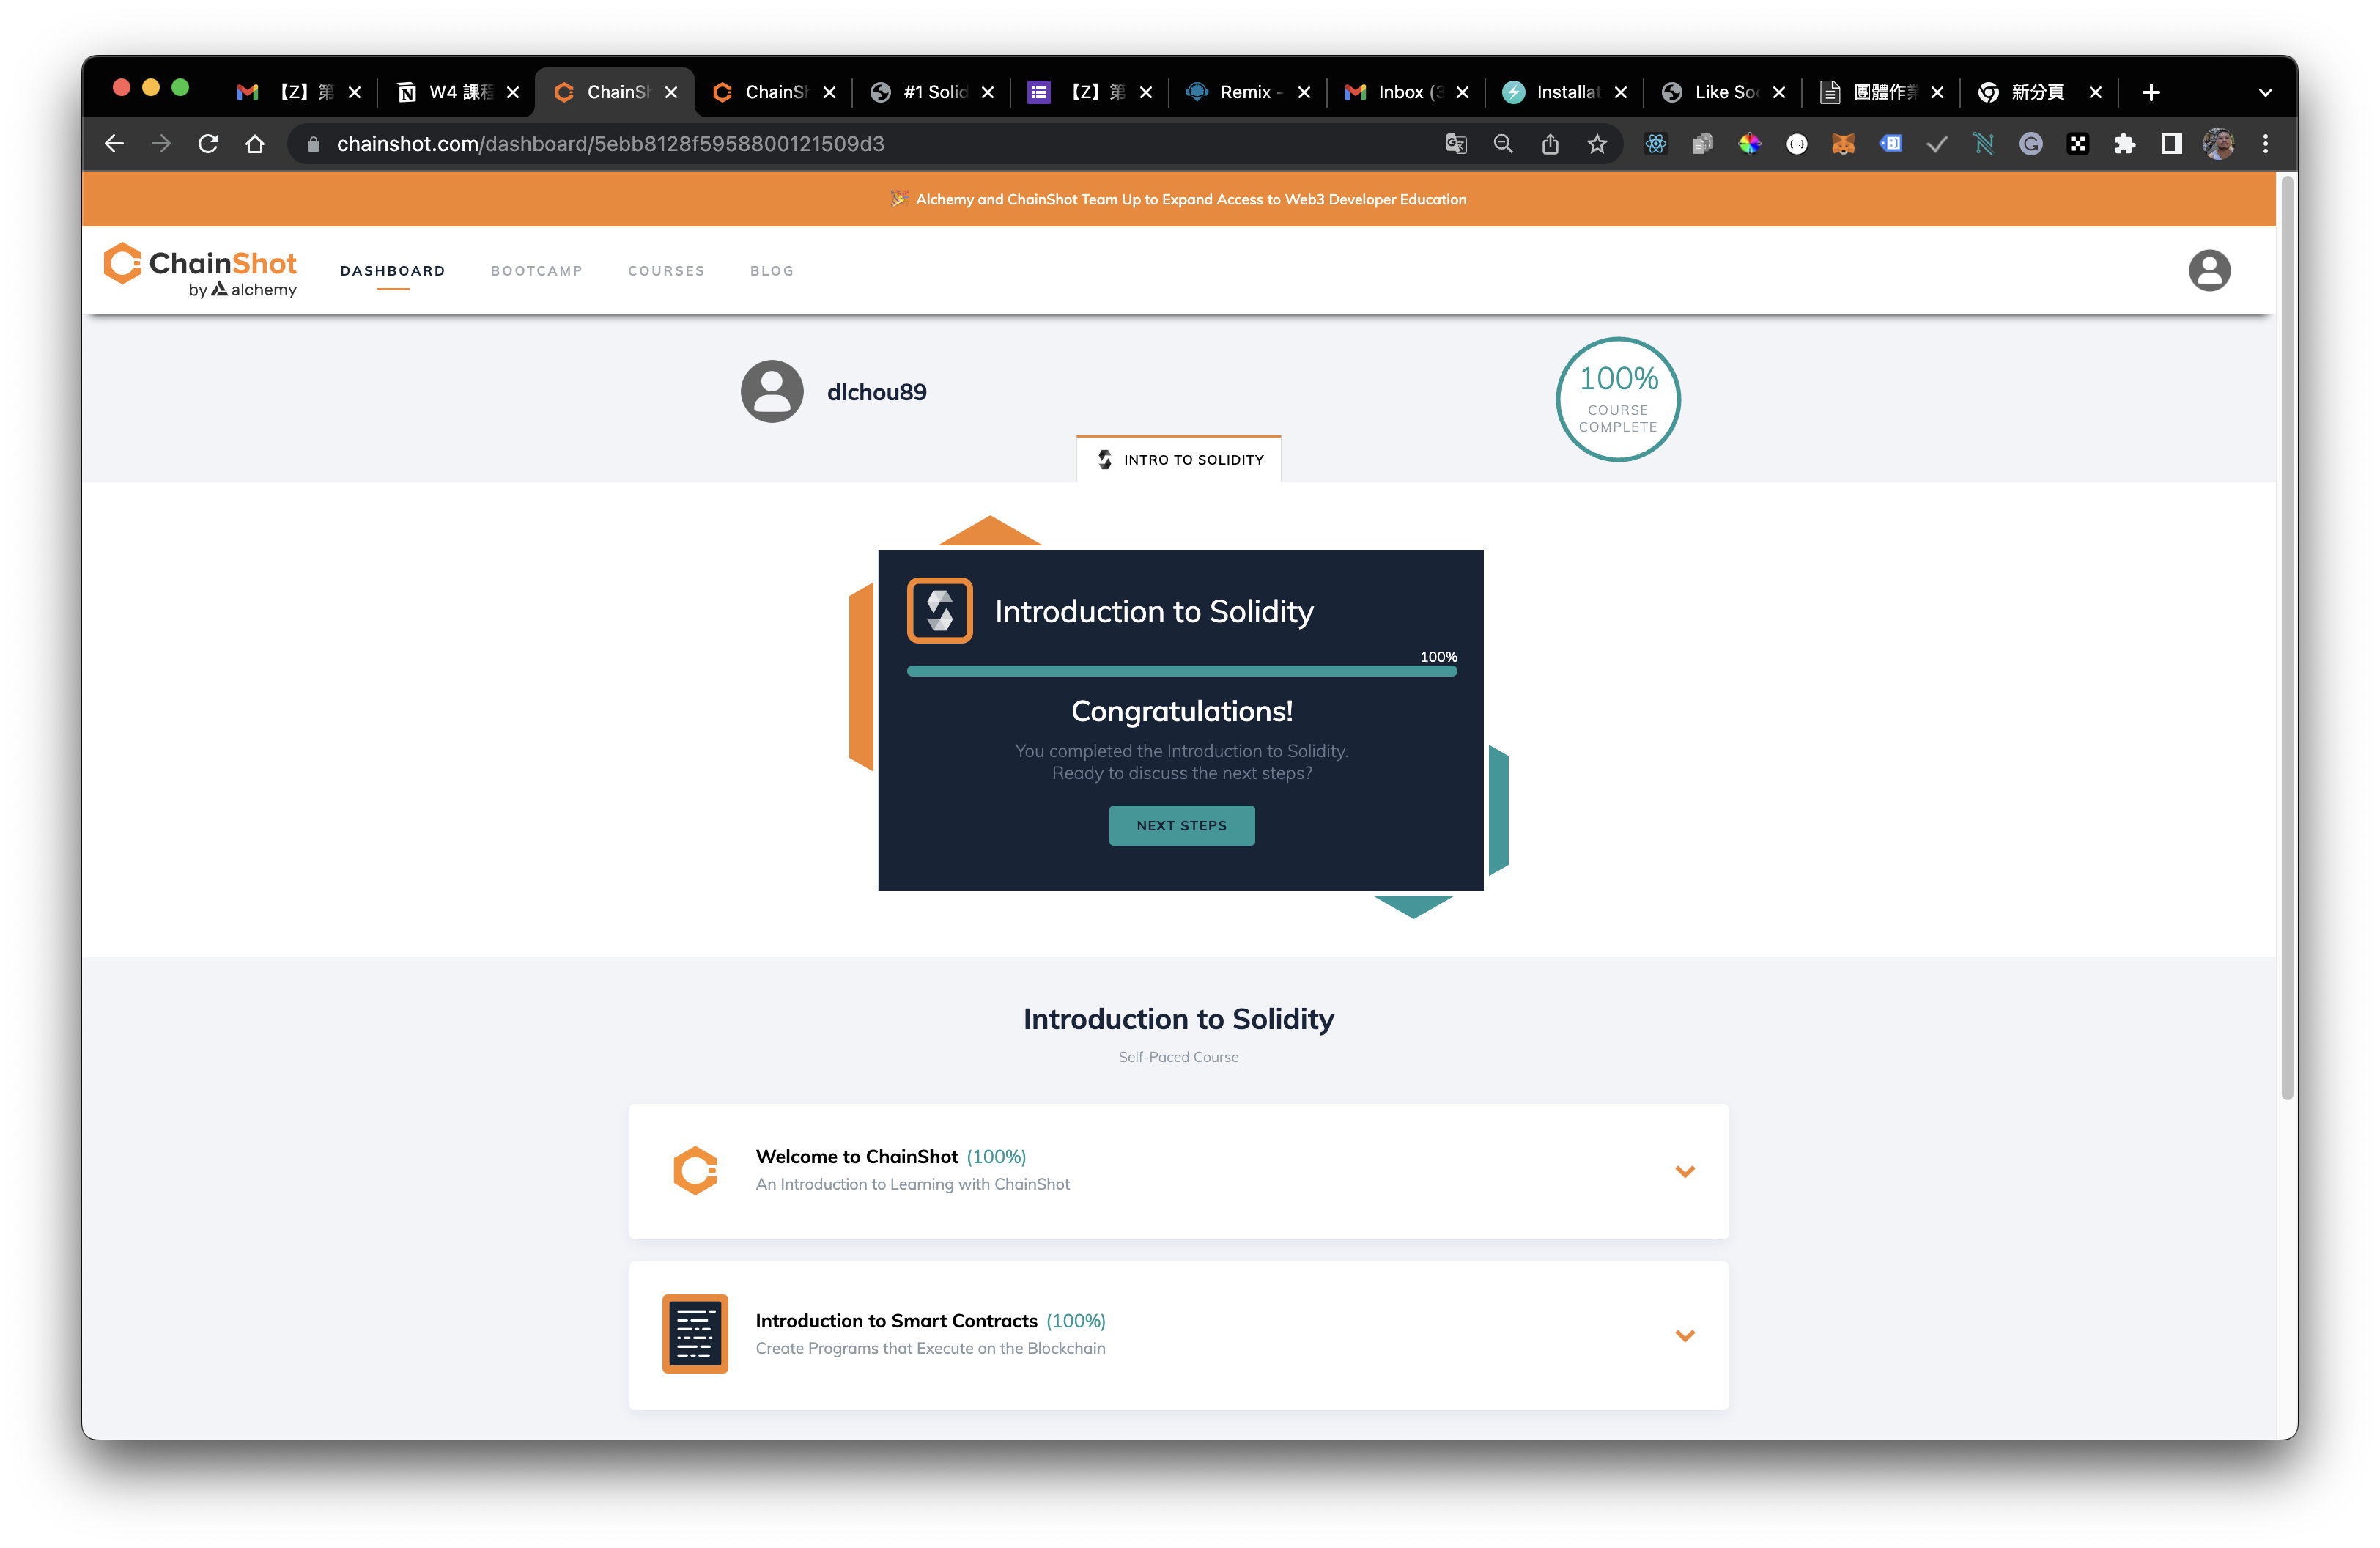 【Z】第
W4 課程
ChainSh
ChainSh
#1 Solid
【Z】第
Remix -
Inbox (3
Installat
Like Soc
團體作業
新分頁
chainshot.com/dashboard/5ebb8128f5958800121509d3
Alchemy and ChainShot Team Up to Expand Access to Web3 Developer Education
ChainShot
by alchemy
DASHBOARD
BOOTCAMP
COURSES
BLOG
dlchou89
100%
COURSE
COMPLETE
INTRO TO SOLIDITY
Introduction to Solidity
100%
Congratulations!
You completed the Introduction to Solidity.
Ready to discuss the next steps?
NEXT STEPS
Introduction to Solidity
Self-Paced Course
Welcome to ChainShot (100%)
An Introduction to Learning with ChainShot
Introduction to Smart Contracts (100%)
Create Programs that Execute on the Blockchain